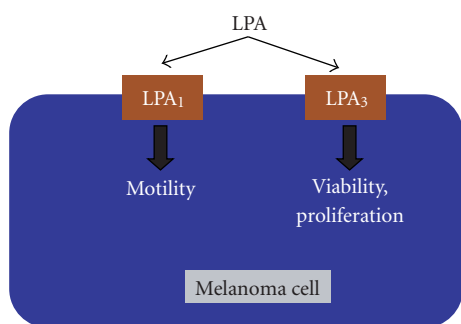 LPA
LPA₁ LPA₃
Motility
Viability,
proliferation
Melanoma cell